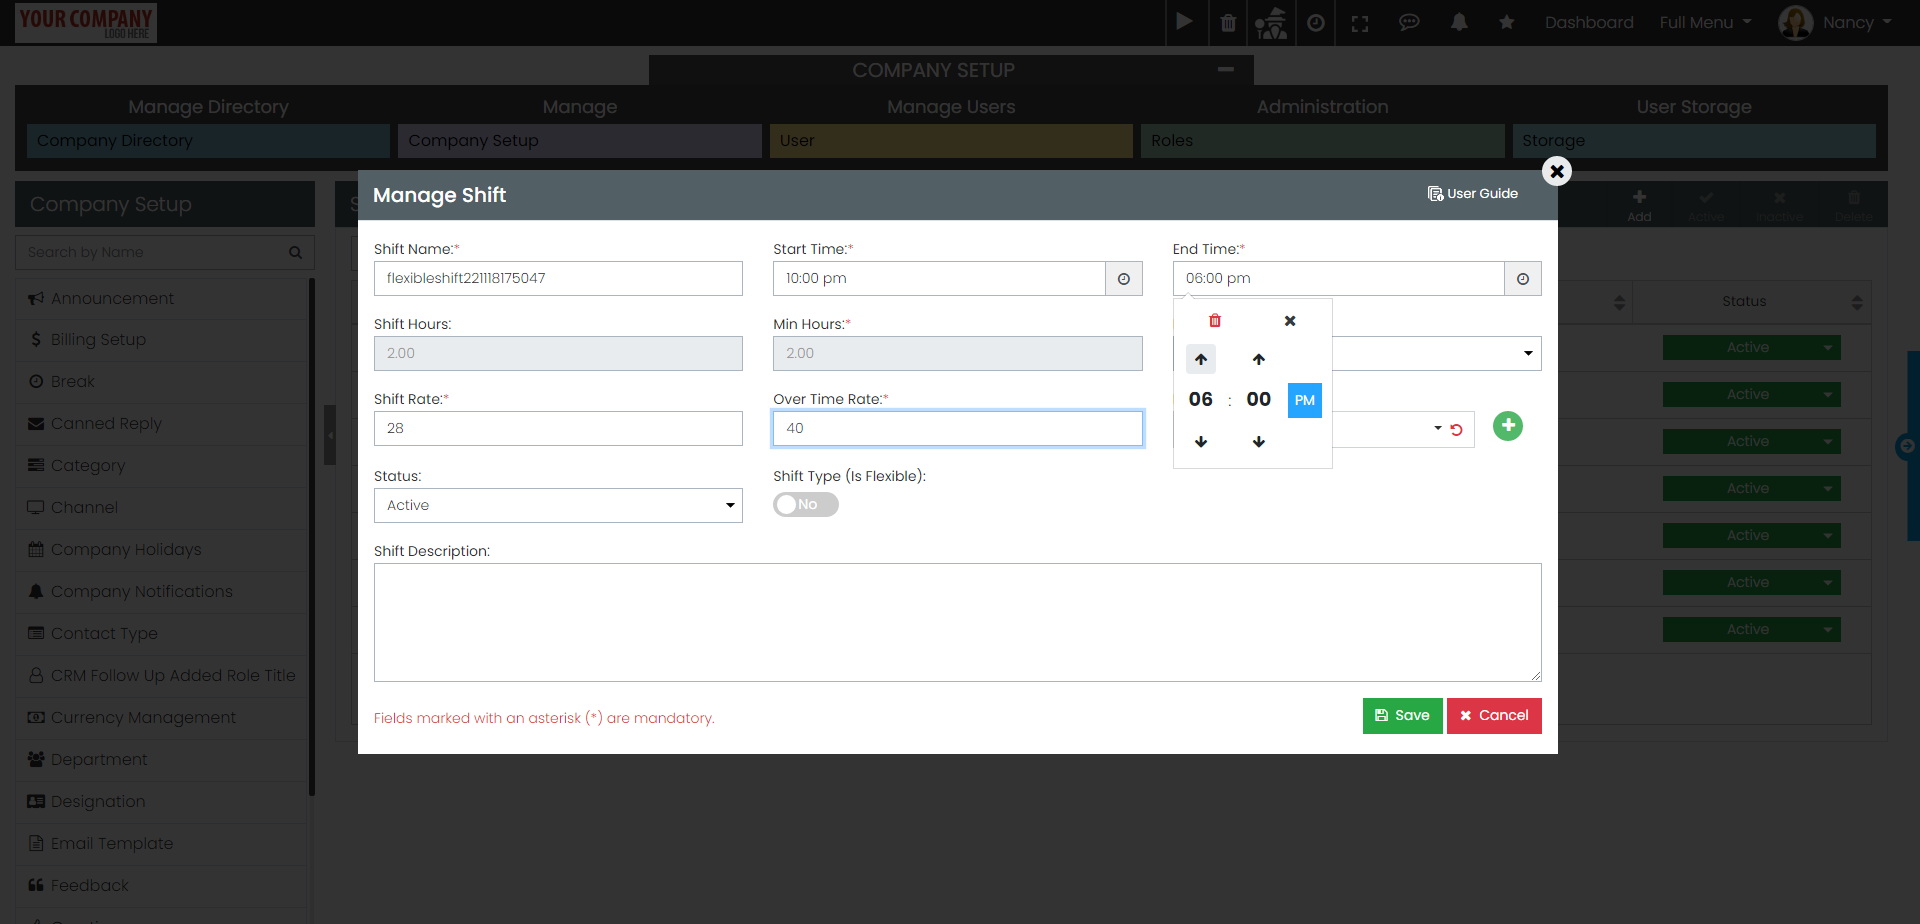 YOUR COMPANY
LOGO HERE
Dashboard
Full Menu
Nancy
COMPANY SETUP
Manage Directory
Manage
Manage Users
Administration
User Storage
Company Directory
Company Setup
User
Roles
Storage
Company Setup
S
Add
Active
Inactive
Delete
Search by Name
Announcement
Billing Setup
Break
Canned Reply
Category
Channel
Company Holidays
Company Notifications
Contact Type
CRM Follow Up Added Role Title
Currency Management
Department
Designation
Email Template
Feedback
Manage Shift
User Guide
Shift Name:*
Start Time:*
End Time:*
flexibleshift221118175047
10:00 pm
06:00 pm
Shift Hours:
Min Hours:*
2.00
2.00
06 : 00 PM
Shift Rate:*
Over Time Rate:*
28
40
Status:
Shift Type (Is Flexible):
Active
No
Shift Description:
Fields marked with an asterisk (*) are mandatory.
Save
Cancel
Status
Active
Active
Active
Active
Active
Active
Active